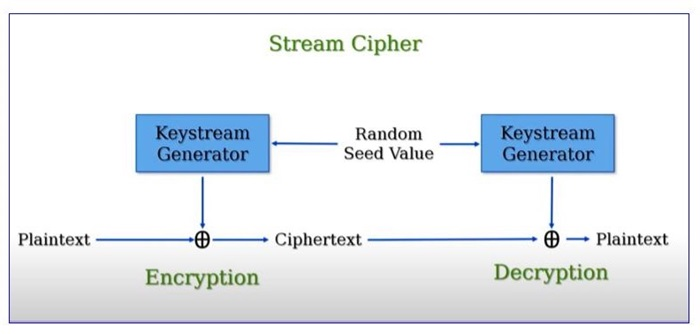 Stream Cipher
Keystream
Generator
Random
Seed Value
Keystream
Generator
Plaintext
⊕
Ciphertext
⊕
Plaintext
Encryption
Decryption